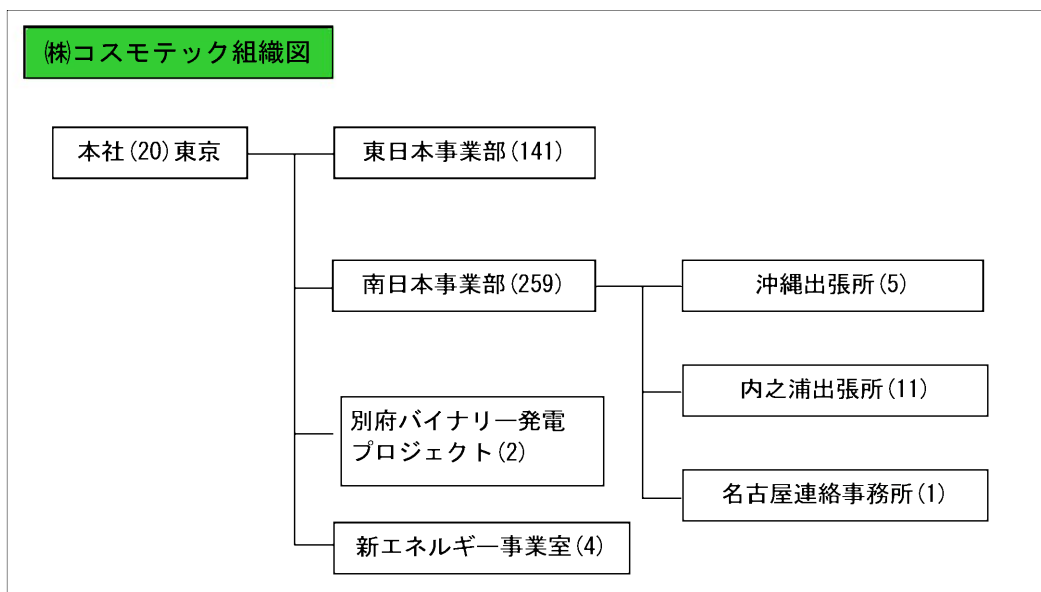 ㈱コスモテック組織図
本社(20)東京
東日本事業部(141)
南日本事業部(259)
沖縄出張所(5)
内之浦出張所(11)
別府バイナリー発電
プロジェクト(2)
名古屋連絡事務所(1)
新エネルギー事業室(4)